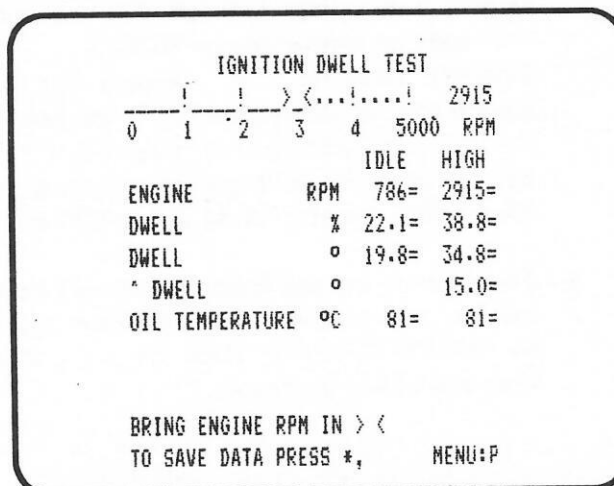 IGNITION DWELL TEST
_____!____!___>_<...!....! 2915
0 1 2 3 4 5000 RPM
IDLE HIGH
ENGINE RPM 786= 2915=
DWELL % 22.1= 38.8=
DWELL º 19.8= 34.8=
^ DWELL º 15.0=
OIL TEMPERATURE ºC 81= 81=
BRING ENGINE RPM IN > <
TO SAVE DATA PRESS *, MENU:P